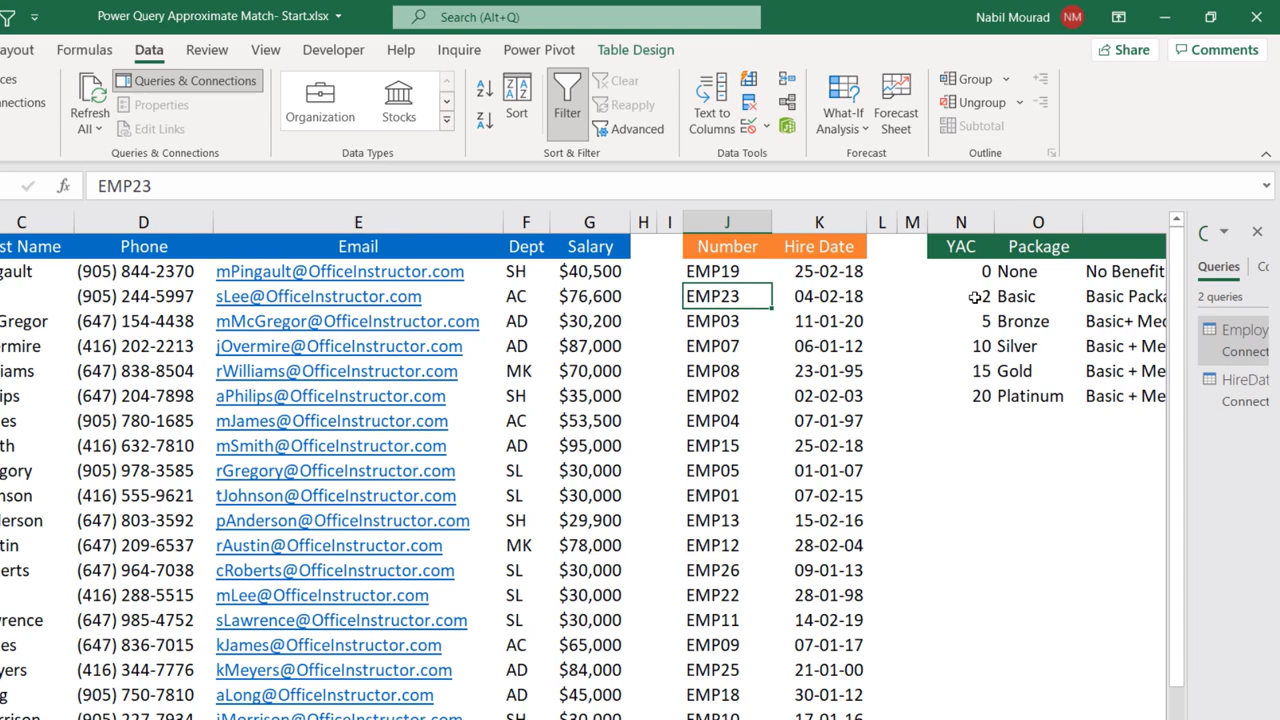 Power Query Approximate Match- Start.xlsx
Search (Alt+Q)
Nabil Mourad NM
ayout Formulas Data Review View Developer Help Inquire Power Pivot Table Design Share Comments
Queries & Connections
Properties
Edit Links
Refresh All
Queries & Connections
Organization Stocks
Data Types
Sort
Filter
Clear
Reapply
Advanced
Sort & Filter
Text to Columns
Data Tools
What-If Analysis
Forecast Sheet
Forecast
Group
Ungroup
Subtotal
Outline
fx EMP23
C D E F G H I J K L M N O
st Name Phone Email Dept Salary Number Hire Date YAC Package
gault (905) 844-2370 mPingault@OfficeInstructor.com SH $40,500 EMP19 25-02-18 0 None No Benefit
(905) 244-5997 sLee@OfficeInstructor.com AC $76,600 EMP23 04-02-18 2 Basic Basic Packa
Gregor (647) 154-4438 mMcGregor@OfficeInstructor.com AD $30,200 EMP03 11-01-20 5 Bronze Basic+ Med
ermire (416) 202-2213 jOvermire@OfficeInstructor.com AD $87,000 EMP07 06-01-12 10 Silver Basic + Me
iams (647) 838-8504 rWilliams@OfficeInstructor.com MK $70,000 EMP08 23-01-95 15 Gold Basic + Me
ips (647) 204-7898 aPhilips@OfficeInstructor.com SH $35,000 EMP02 02-02-03 20 Platinum Basic + Me
es (905) 780-1685 mJames@OfficeInstructor.com AC $53,500 EMP04 07-01-97
th (416) 632-7810 mSmith@OfficeInstructor.com AD $95,000 EMP15 25-02-18
gory (905) 978-3585 rGregory@OfficeInstructor.com SL $30,000 EMP05 01-01-07
nson (416) 555-9621 tJohnson@OfficeInstructor.com SL $30,000 EMP01 07-02-15
derson (647) 803-3592 pAnderson@OfficeInstructor.com SH $29,900 EMP13 15-02-16
tin (647) 209-6537 rAustin@OfficeInstructor.com MK $78,000 EMP12 28-02-04
erts (647) 964-7038 cRoberts@OfficeInstructor.com SL $30,000 EMP26 09-01-13
(416) 288-5515 mLee@OfficeInstructor.com SL $30,000 EMP22 28-01-98
vrence (647) 985-4752 sLawrence@OfficeInstructor.com SL $30,000 EMP11 14-02-19
es (647) 836-7015 kJames@OfficeInstructor.com AC $65,000 EMP09 07-01-17
yers (416) 344-7776 kMeyers@OfficeInstructor.com AD $84,000 EMP25 21-01-00
g (905) 750-7810 aLong@OfficeInstructor.com AD $45,000 EMP18 30-01-12
(905) 227-7934 SH $30,000 EMP10 17-01-16
Queries
2 queries
Employ
Connect
HireDat
Connect